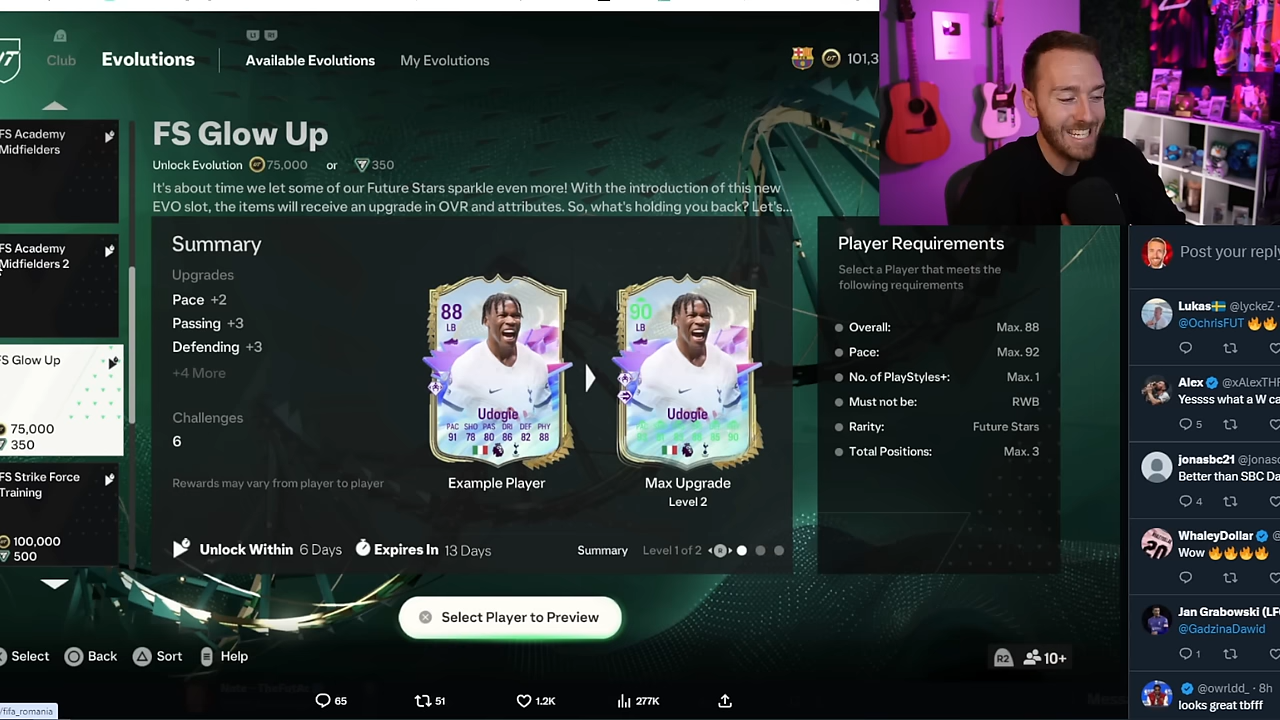 L2
Club
Evolutions
L1 R1
Available Evolutions
My Evolutions
101,3
FS Academy
Midfielders
FS Academy
Midfielders 2
FS Glow Up
75,000
350
FS Strike Force
Training
100,000
500
FS Glow Up
Unlock Evolution 75,000 or 350
It's about time we let some of our Future Stars sparkle even more! With the introduction of this new
EVO slot, the items will receive an upgrade in OVR and attributes. So, what's holding you back? Let's...
Summary
Upgrades
Pace +2
Passing +3
Defending +3
+4 More
Challenges
6
Rewards may vary from player to player
88
LB
Udogie
PAC SHO PAS DRI DEF PHY
91 78 80 86 82 88
Example Player
90
LB
Udogie
90
Max Upgrade
Level 2
Unlock Within 6 Days
Expires In 13 Days
Summary
Level 1 of 2
R
Player Requirements
Select a Player that meets the
following requirements
Overall: Max. 88
Pace: Max. 92
No. of PlayStyles+: Max. 1
Must not be: RWB
Rarity: Future Stars
Total Positions: Max. 3
Select Player to Preview
Select
Back
Sort
Help
R2
10+
65
51
1.2K
277K
/fifa_romania
Post your reply
Lukas @lyckeZ ·
@OchrisFUT
Alex @xAlexTHF
Yessss what a W ca
jonasbc21 @jonasc
Better than SBC Da
4
WhaleyDollar @
Wow
Jan Grabowski (LFC
@GadzinaDawid
1
@owrldd_ · 8h
looks great tbfff